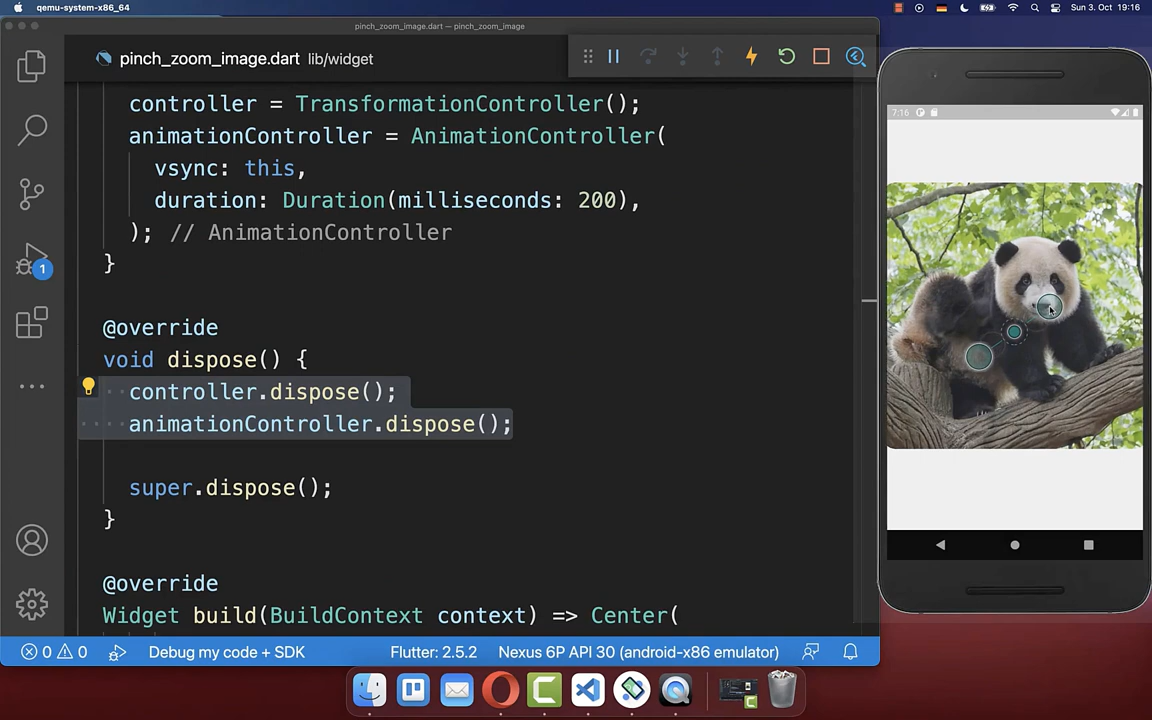 qemu-system-x86_64
Sun 3. Oct 19:16
pinch_zoom_image.dart — pinch_zoom_image
pinch_zoom_image.dart lib/widget
controller = TransformationController();
animationController = AnimationController(
vsync: this,
duration: Duration(milliseconds: 200),
); // AnimationController
}
@override
void dispose() {
controller.dispose();
animationController.dispose();
super.dispose();
}
@override
Widget build(BuildContext context) => Center(
1
7:16
0 0 Debug my code + SDK Flutter: 2.5.2 Nexus 6P API 30 (android-x86 emulator)